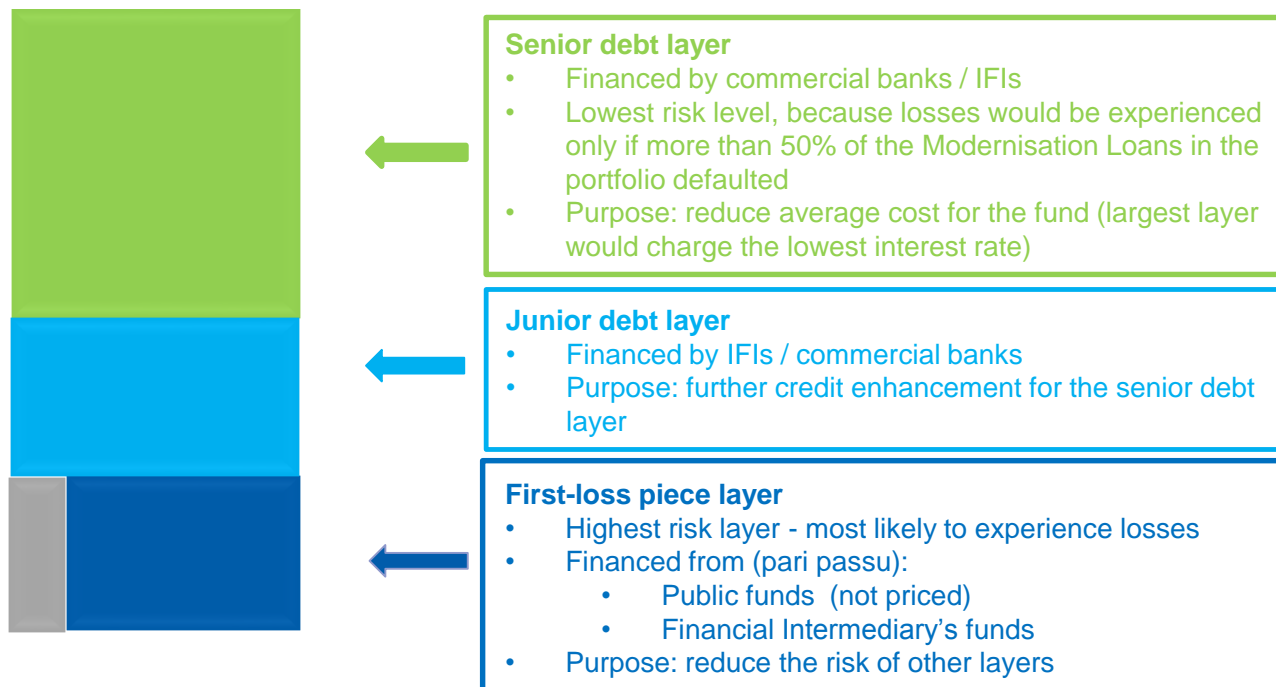 Senior debt layer
• Financed by commercial banks / IFIs
• Lowest risk level, because losses would be experienced
only if more than 50% of the Modernisation Loans in the
portfolio defaulted
• Purpose: reduce average cost for the fund (largest layer
would charge the lowest interest rate)
Junior debt layer
• Financed by IFIs / commercial banks
• Purpose: further credit enhancement for the senior debt
layer
First-loss piece layer
• Highest risk layer - most likely to experience losses
• Financed from (pari passu):
• Public funds (not priced)
• Financial Intermediary’s funds
• Purpose: reduce the risk of other layers